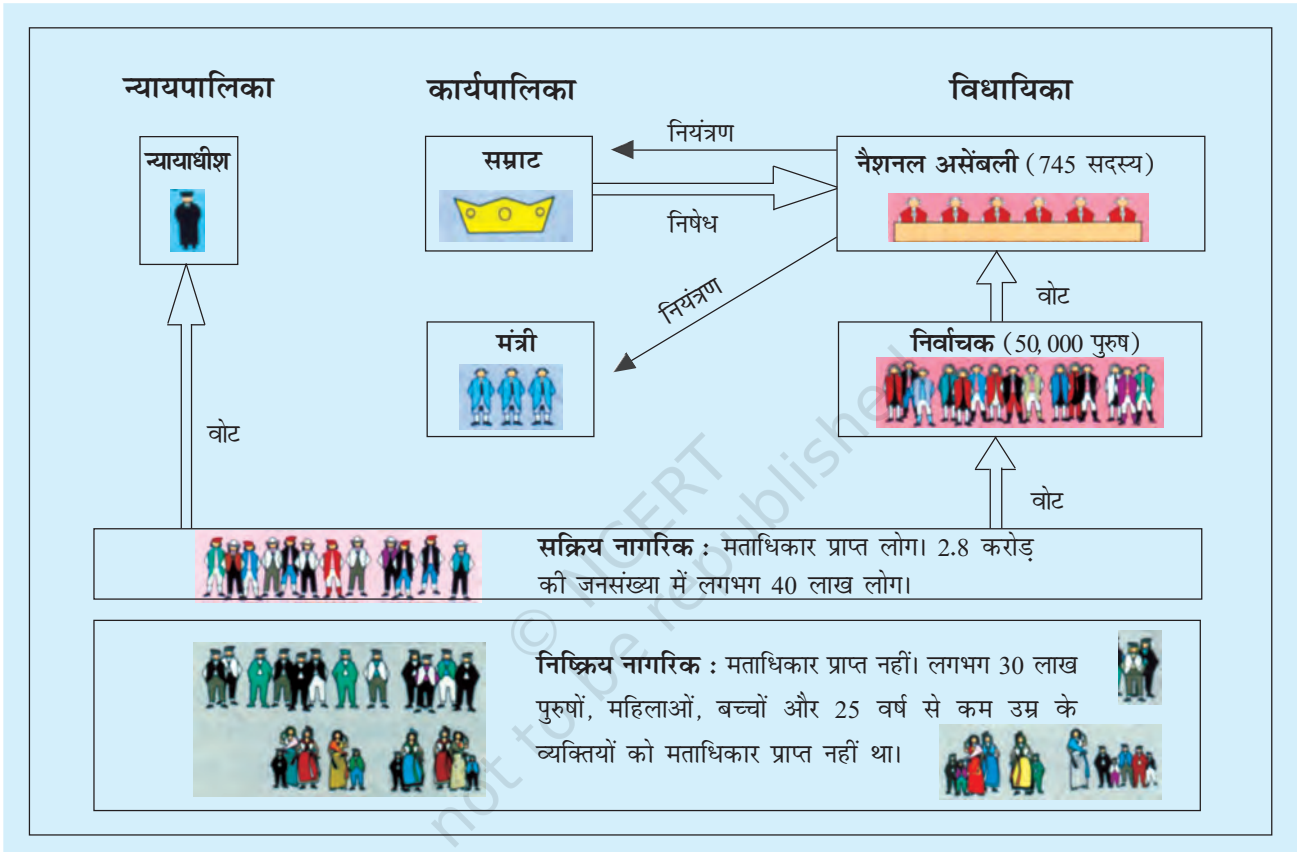 न्यायपालिका
कार्यपालिका
विधायिका
न्यायाधीश
सम्राट
नियंत्रण
निषेध
नैशनल असेंबली (745 सदस्य)
नियंत्रण
वोट
मंत्री
निर्वाचक (50,000 पुरुष)
वोट
वोट
सक्रिय नागरिक : मताधिकार प्राप्त लोग। 2.8 करोड़
की जनसंख्या में लगभग 40 लाख लोग।
निष्क्रिय नागरिक : मताधिकार प्राप्त नहीं। लगभग 30 लाख
पुरुषों, महिलाओं, बच्चों और 25 वर्ष से कम उम्र के
व्यक्तियों को मताधिकार प्राप्त नहीं था।
© NCERT
not to be republished